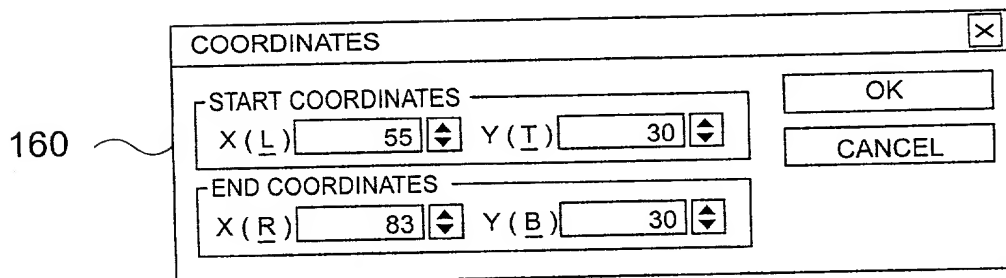 COORDINATES
START COORDINATES
X (L) 55 Y (T) 30
END COORDINATES
X (R) 83 Y (B) 30
OK
CANCEL
160